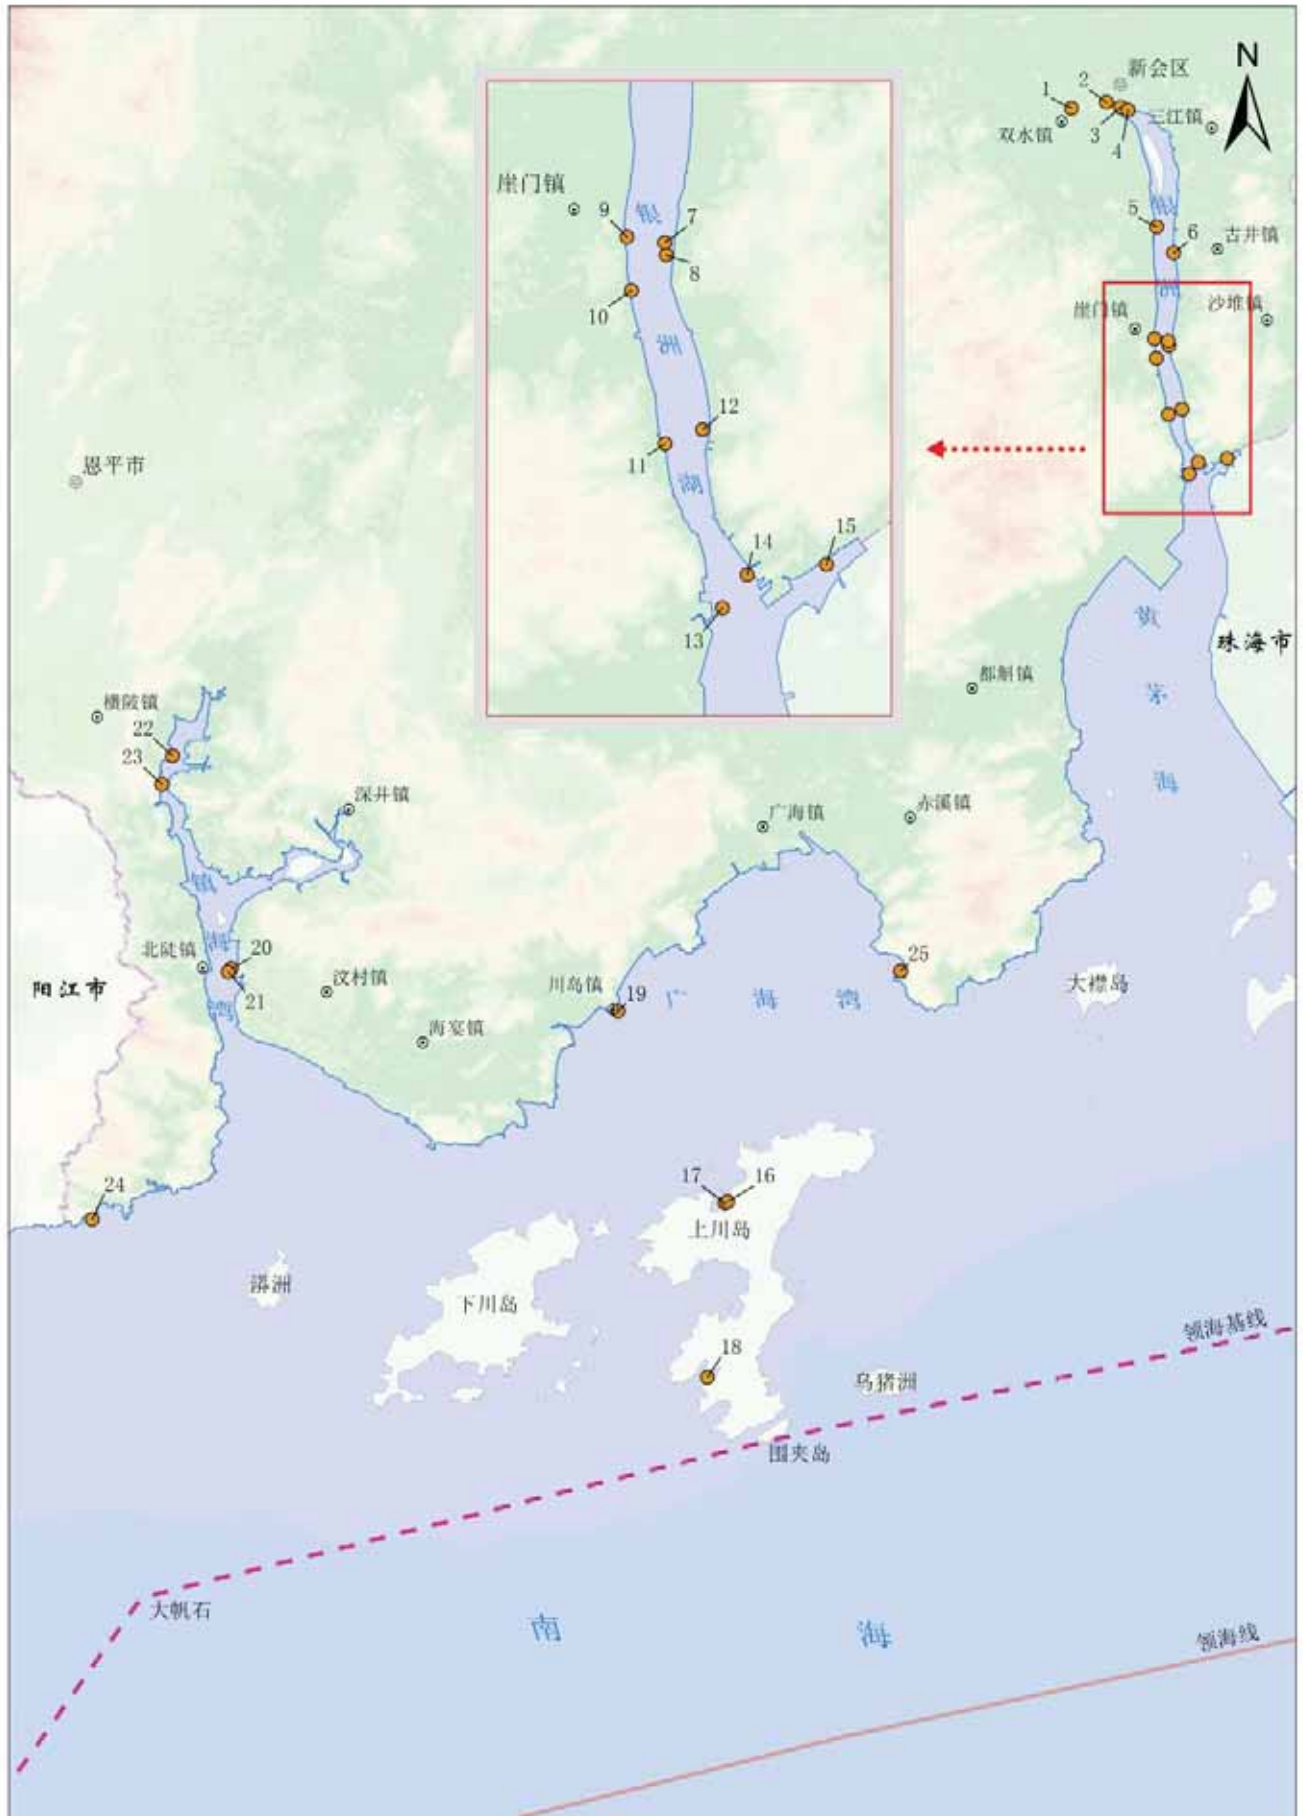 N
新会区
1
2
双水镇
3
4
三江镇
银
5
6
古井镇
洲
崖门镇
沙堆镇
崖门镇
9
银
7
8
10
洲
12
11
湖
14
15
13
恩平市
黄
茅
海
珠海市
都斛镇
横陂镇
22
23
深井镇
广海镇
赤溪镇
镇
海
湾
北陡镇
20
21
汶村镇
川岛镇
19
广
海
湾
25
大襟岛
阳江市
海宴镇
24
17
16
上川岛
漭洲
下川岛
18
乌猪洲
领海基线
围夹岛
大帆石
南
海
领海线